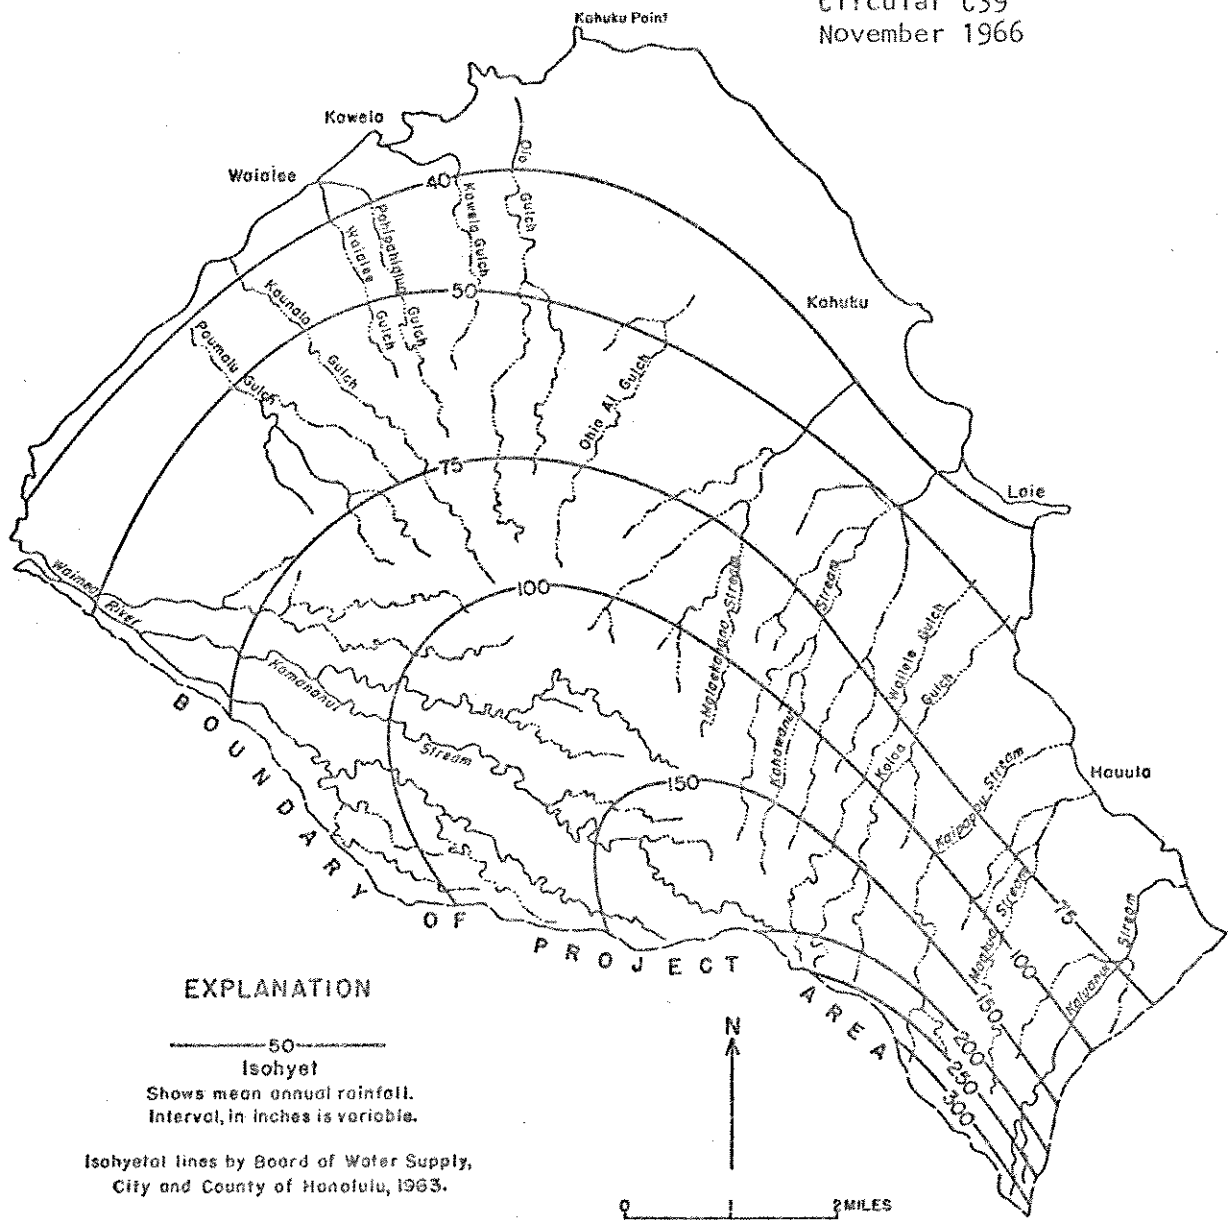 Circular C39
November 1966
Kahuku Point
Kawela
Waialee
Oio Gulch
40
Kawela Gulch
Pahipahialua Gulch
Waialee Gulch
50
Kahuku
Kaunala Gulch
Paumalu Gulch
Ohia Ai Gulch
75
Laie
Waimea River
100
Malaekahana Stream
Stream
Wailele Gulch
Gulch
Kamananui Stream
Kahawainui
Koloa
150
Kaipapau Stream
Hauula
Maakua Stream
75
Kaluanui Stream
100
150
200
250
300
BOUNDARY OF PROJECT AREA
EXPLANATION
50
Isohyet
Shows mean annual rainfall.
Interval, in inches is variable.
Isohyetal lines by Board of Water Supply,
City and County of Honolulu, 1963.
N
0 1 2 MILES